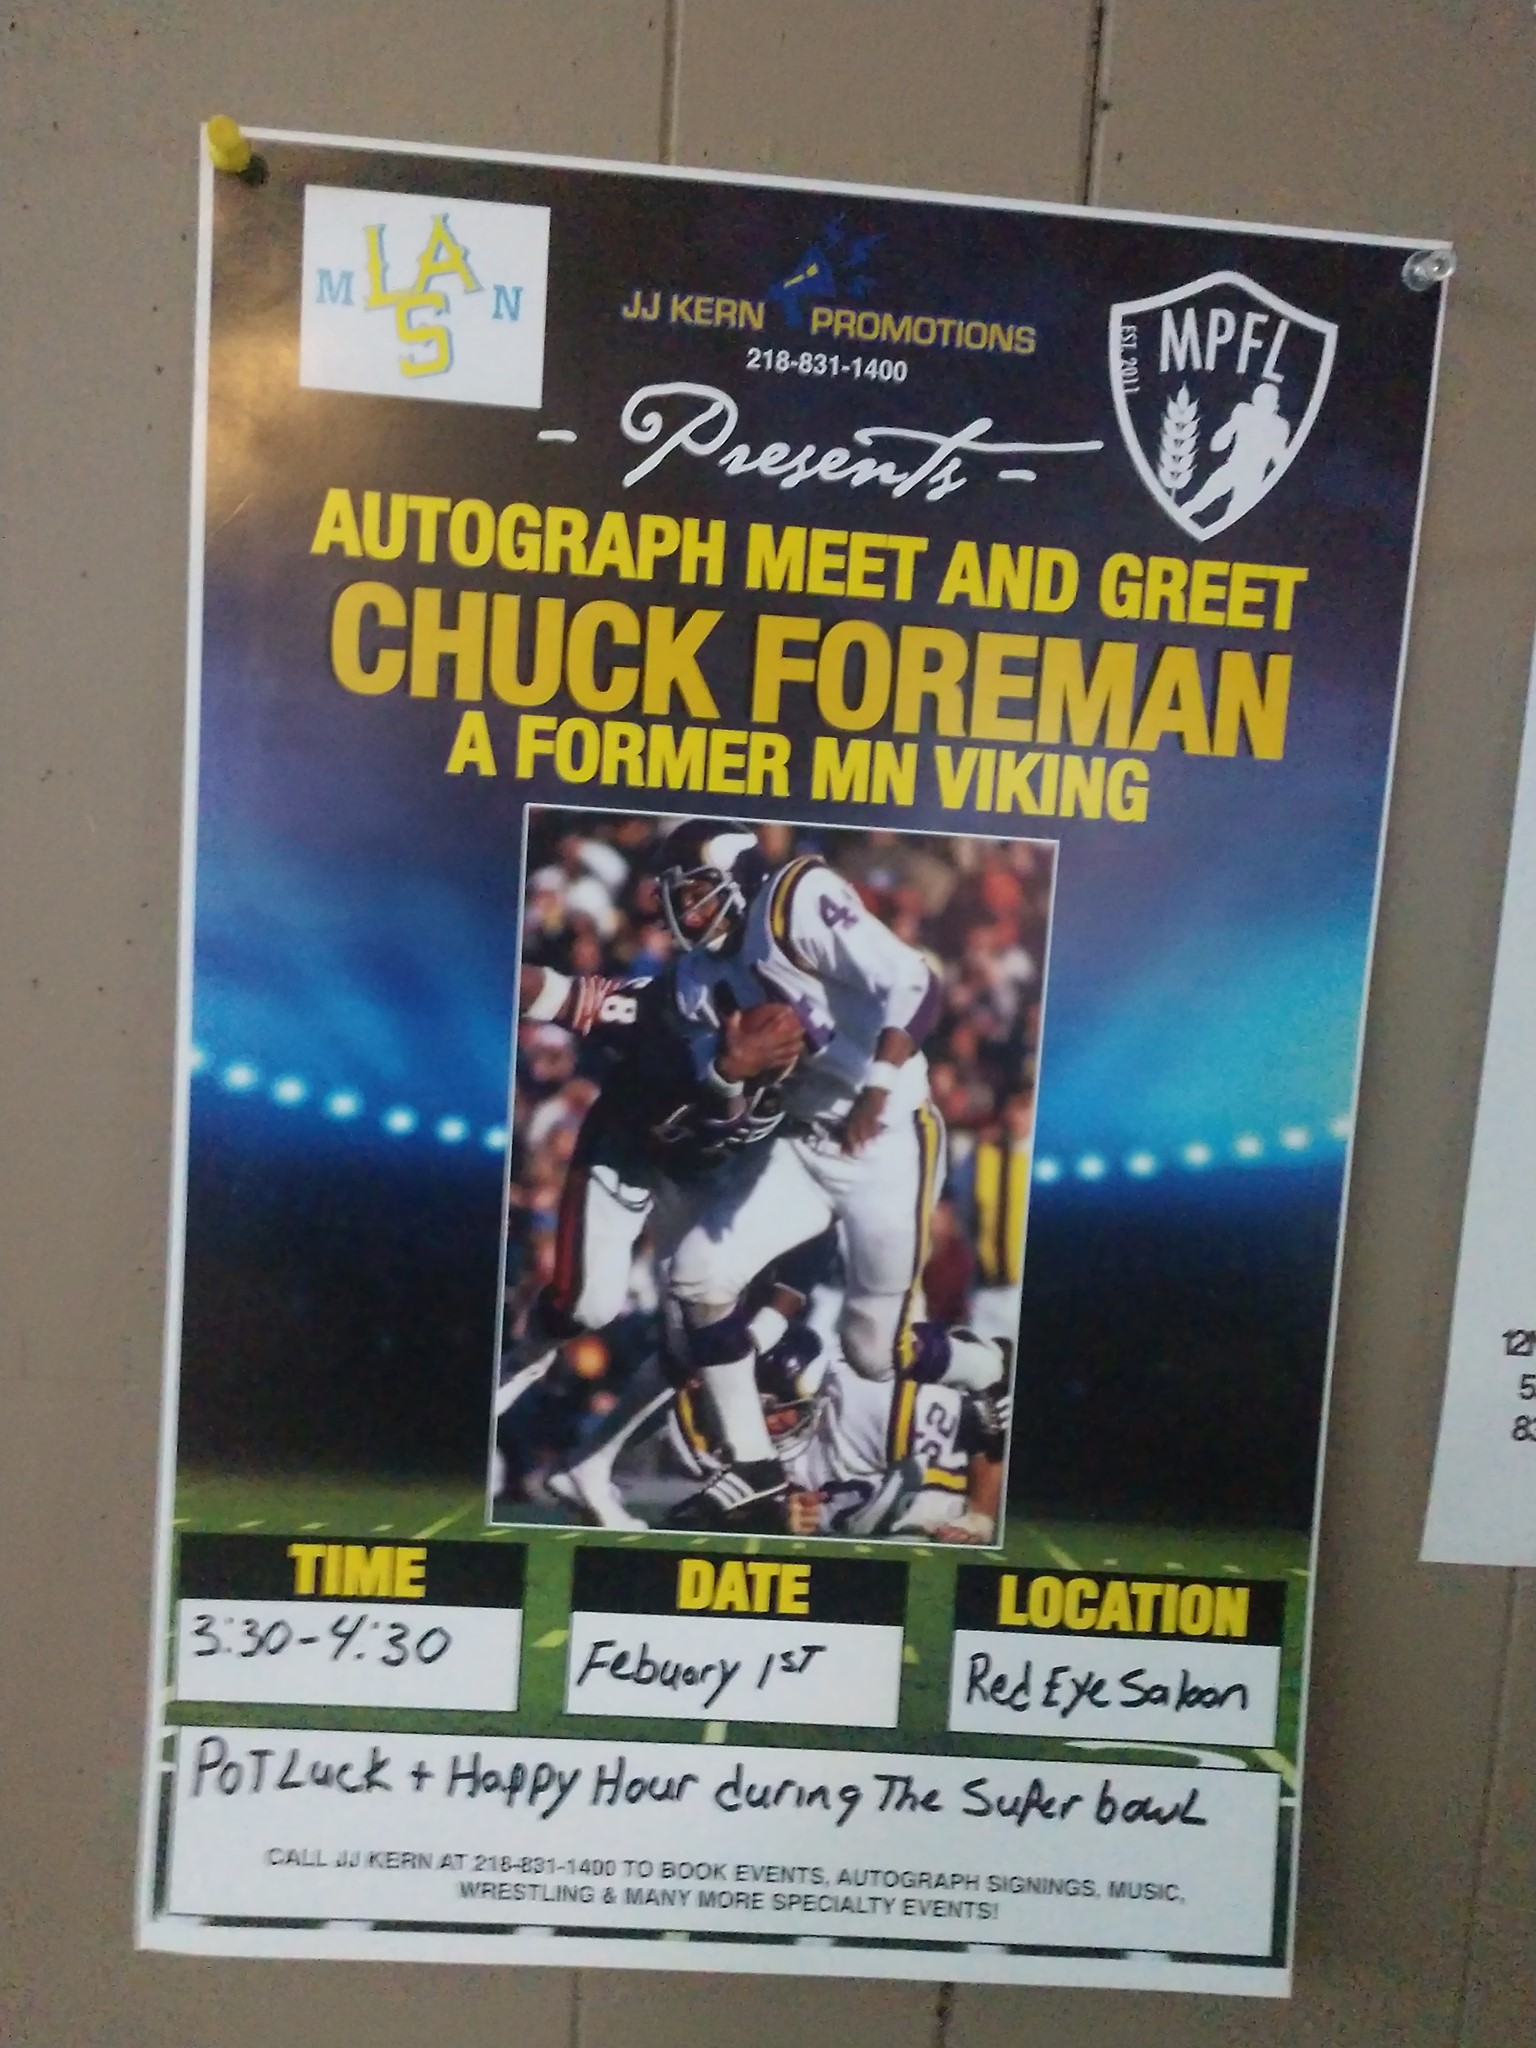 LAS
M N
JJ KERN PROMOTIONS
218-831-1400
- Presents -
EST. 2011
MPFL
AUTOGRAPH MEET AND GREET
CHUCK FOREMAN
A FORMER MN VIKING
4
8
62
TIME
3:30-4:30
DATE
Febuary 1ST
LOCATION
Red Eye Saloon
PoTLuck + Happy Hour during The Super bowL
CALL JJ KERN AT 218-831-1400 TO BOOK EVENTS, AUTOGRAPH SIGNINGS, MUSIC,
WRESTLING & MANY MORE SPECIALTY EVENTS!